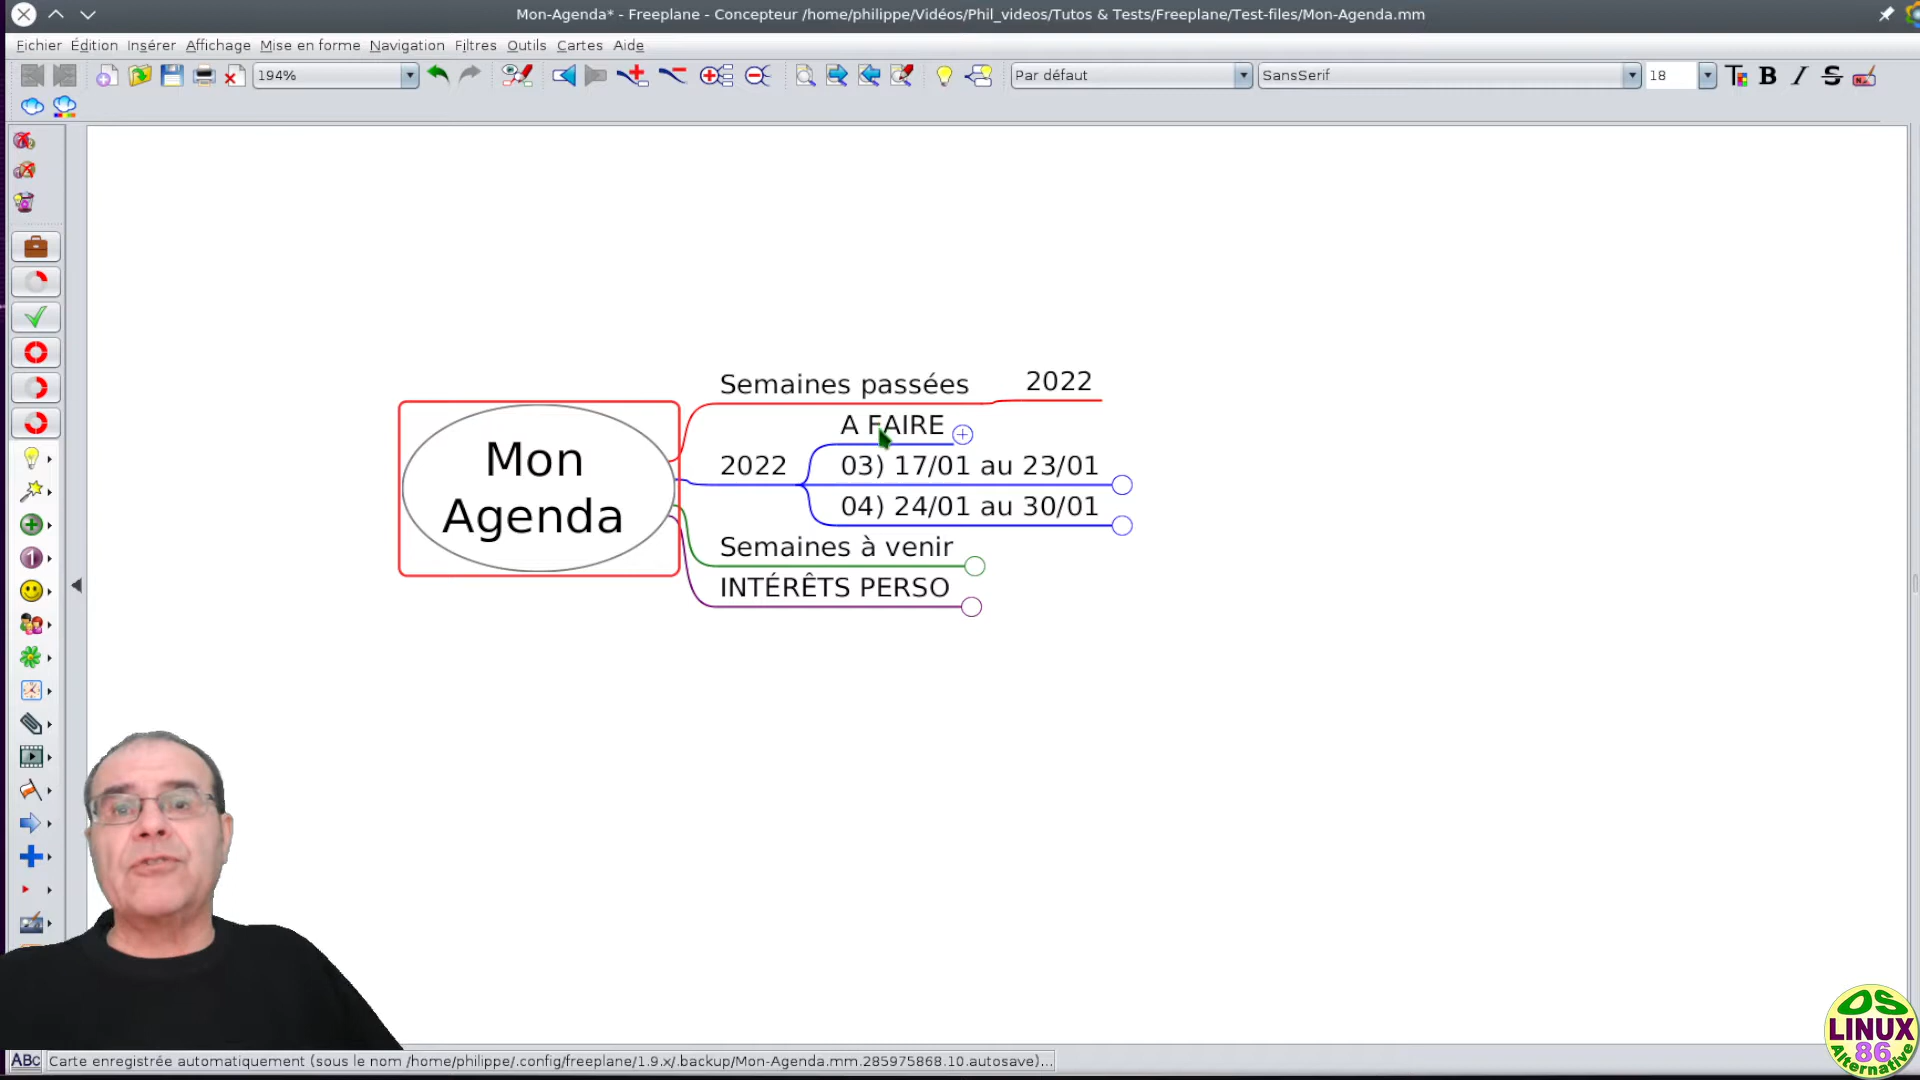 Mon-Agenda* - Freeplane - Concepteur /home/philippe/Vidéos/Phil_videos/Tutos & Tests/Freeplane/Test-files/Mon-Agenda.mm
Fichier Édition Insérer Affichage Mise en forme Navigation Filtres Outils Cartes Aide
194% Par défaut SansSerif 18
Semaines passées 2022
A FAIRE
Mon
Agenda
2022 03) 17/01 au 23/01
04) 24/01 au 30/01
Semaines à venir
INTÉRÊTS PERSO
OS
LINUX
86
Alternative
ABC Carte enregistrée automatiquement (sous le nom /home/philippe/.config/freeplane/1.9.x/.backup/Mon-Agenda.mm.285975868.10.autosave)...